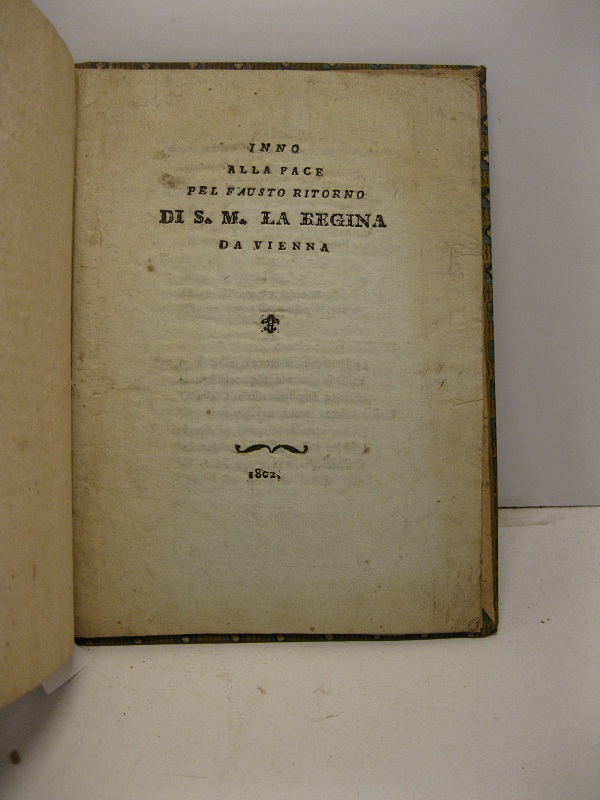 INNO
ALLA PACE
PEL FAUSTO RITORNO
DI S. M. LA REGINA
DA VIENNA
1802.